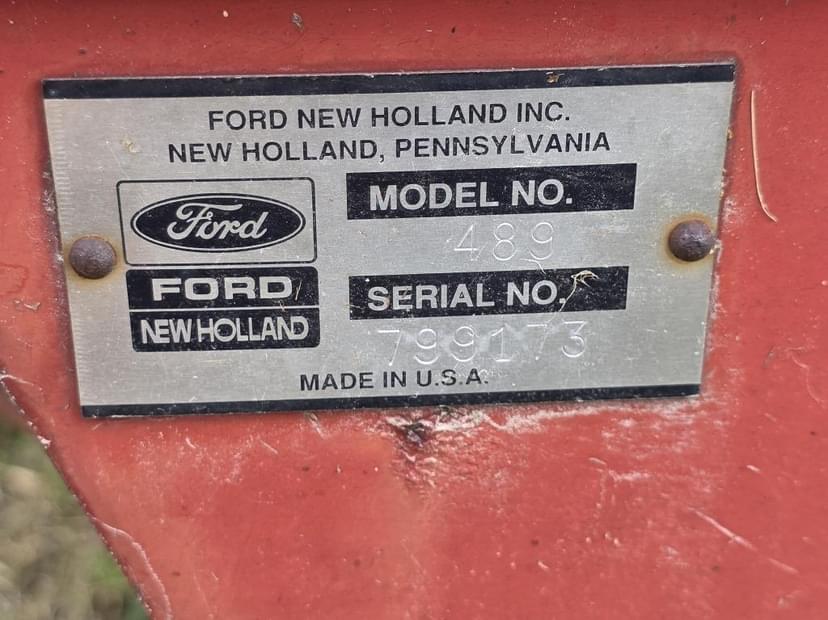 FORD NEW HOLLAND INC.
NEW HOLLAND, PENNSYLVANIA
Ford
FORD
NEW HOLLAND
MODEL NO.
489
SERIAL NO.
799173
MADE IN U.S.A.